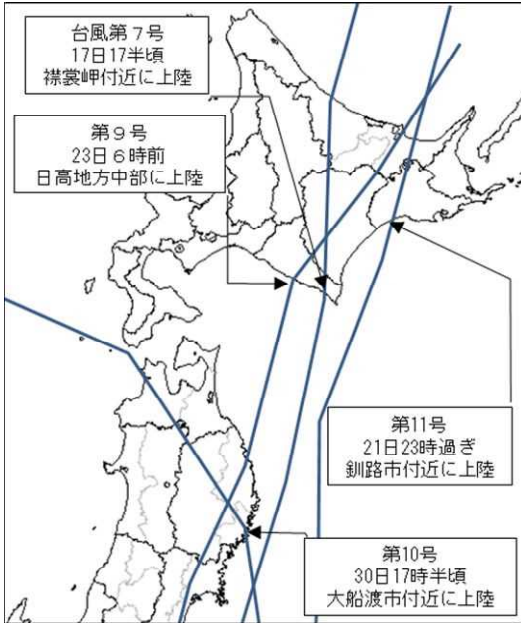 台風第７号
17日17半頃
襟裳岬付近に上陸
第９号
23日６時前
日高地方中部に上陸
第11号
21日23時過ぎ
釧路市付近に上陸
第10号
30日17時半頃
大船渡市付近に上陸